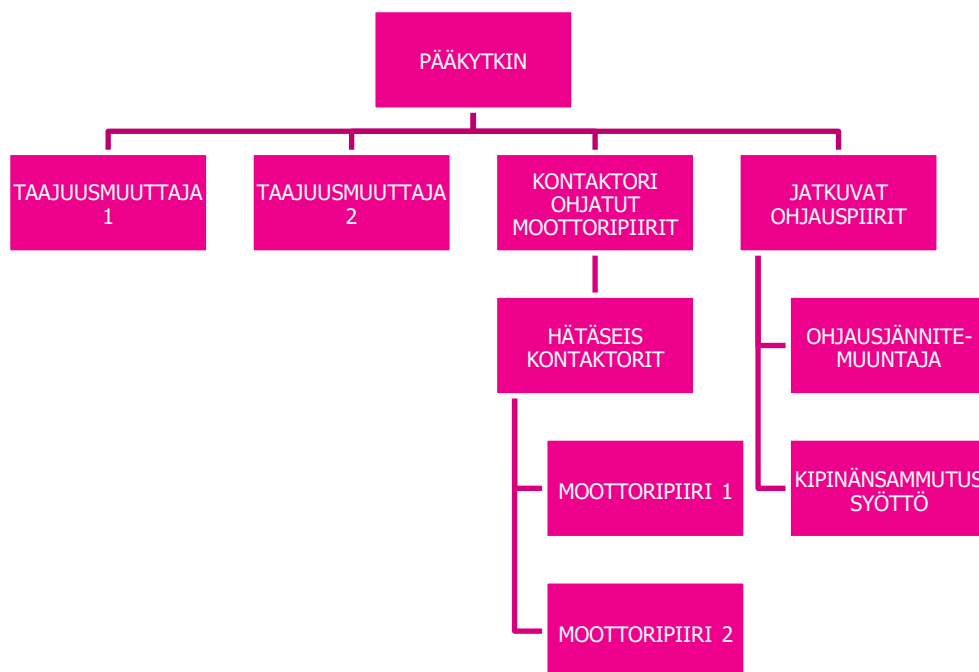 PÄÄKYTKIN
TAAJUUSMUUTTAJA
1
TAAJUUSMUUTTAJA
2
KONTAKTORI
OHJATUT
MOOTTORIPIIRIT
JATKUVAT
OHJAUSPIIRIT
HÄTÄSEIS
KONTAKTORIT
OHJAUSJÄNNITE-
MUUNTAJA
MOOTTORIPIIRI 1
KIPINÄNSAMMUTUS
SYÖTTÖ
MOOTTORIPIIRI 2